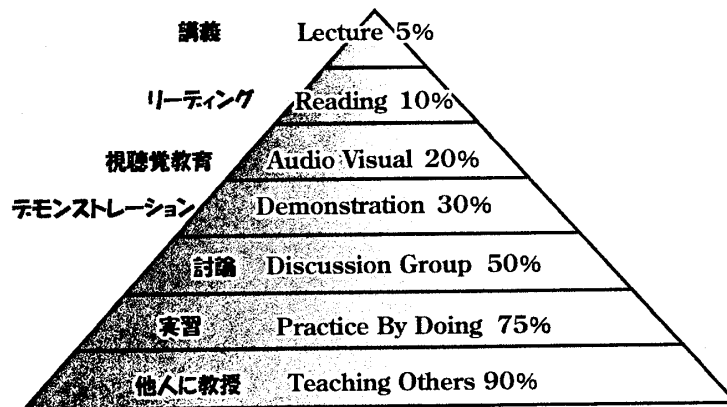 講義 Lecture 5%
リーディング Reading 10%
視聴覚教育 Audio Visual 20%
デモンストレーション Demonstration 30%
討論 Discussion Group 50%
実習 Practice By Doing 75%
他人に教授 Teaching Others 90%